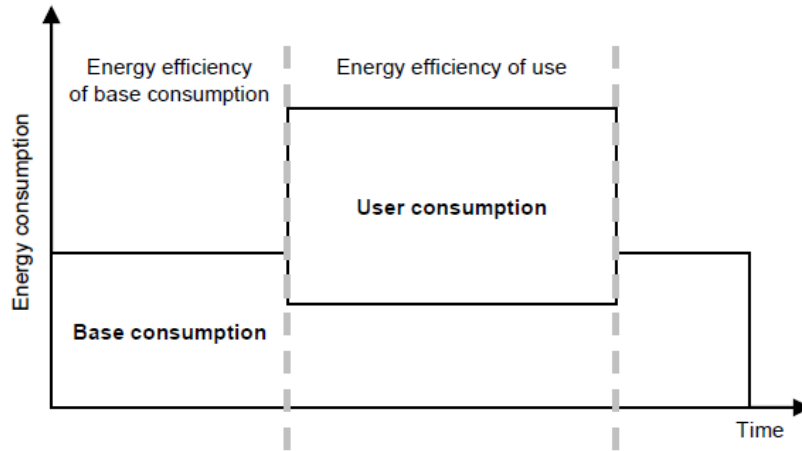 Energy efficiency
of base consumption
Energy efficiency of use
Energy consumption
User consumption
Base consumption
Time